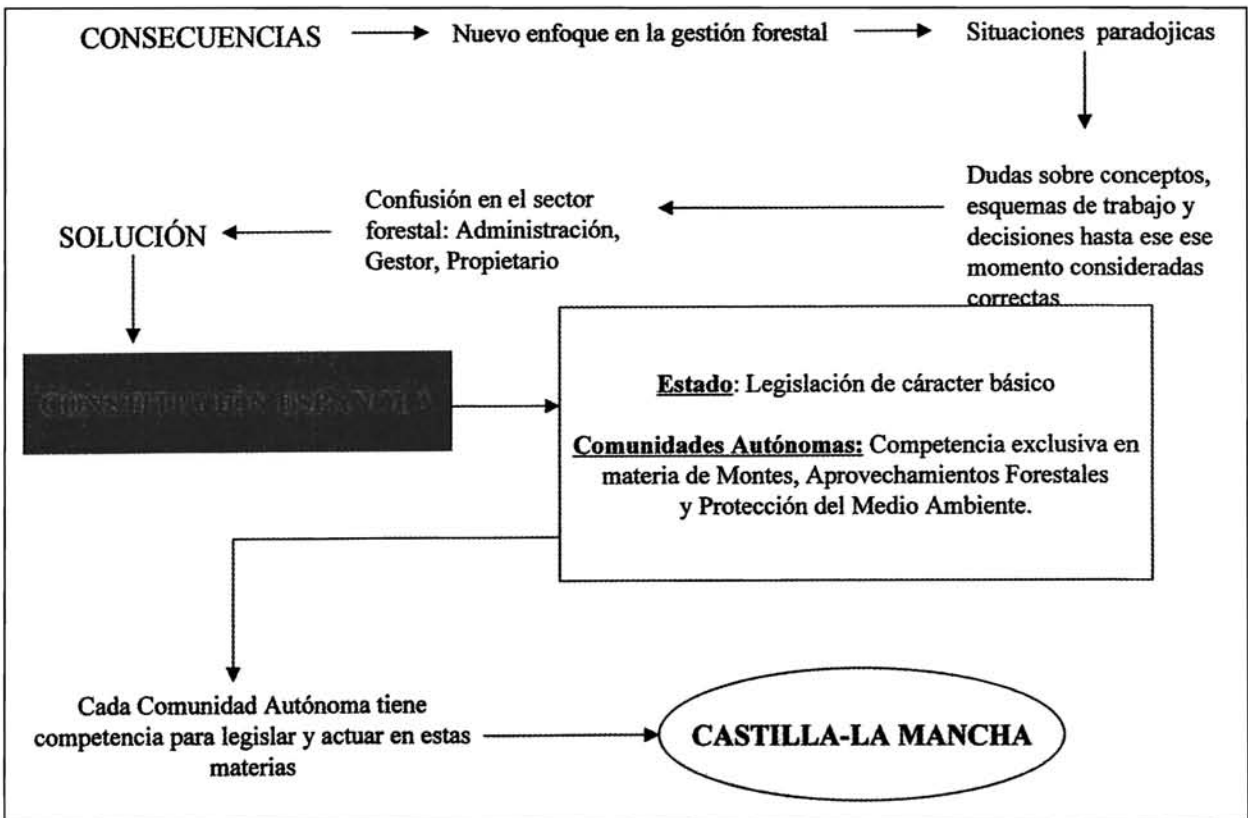 CONSECUENCIAS
Nuevo enfoque en la gestión forestal
Situaciones paradojicas
Dudas sobre conceptos,
esquemas de trabajo y
decisiones hasta ese ese
momento consideradas
correctas
Confusión en el sector
forestal: Administración,
Gestor, Propietario
SOLUCIÓN
CONSTITUCIÓN ESPAÑOLA
Estado: Legislación de cáracter básico
Comunidades Autónomas: Competencia exclusiva en
materia de Montes, Aprovechamientos Forestales
y Protección del Medio Ambiente.
Cada Comunidad Autónoma tiene
competencia para legislar y actuar en estas
materias
CASTILLA-LA MANCHA